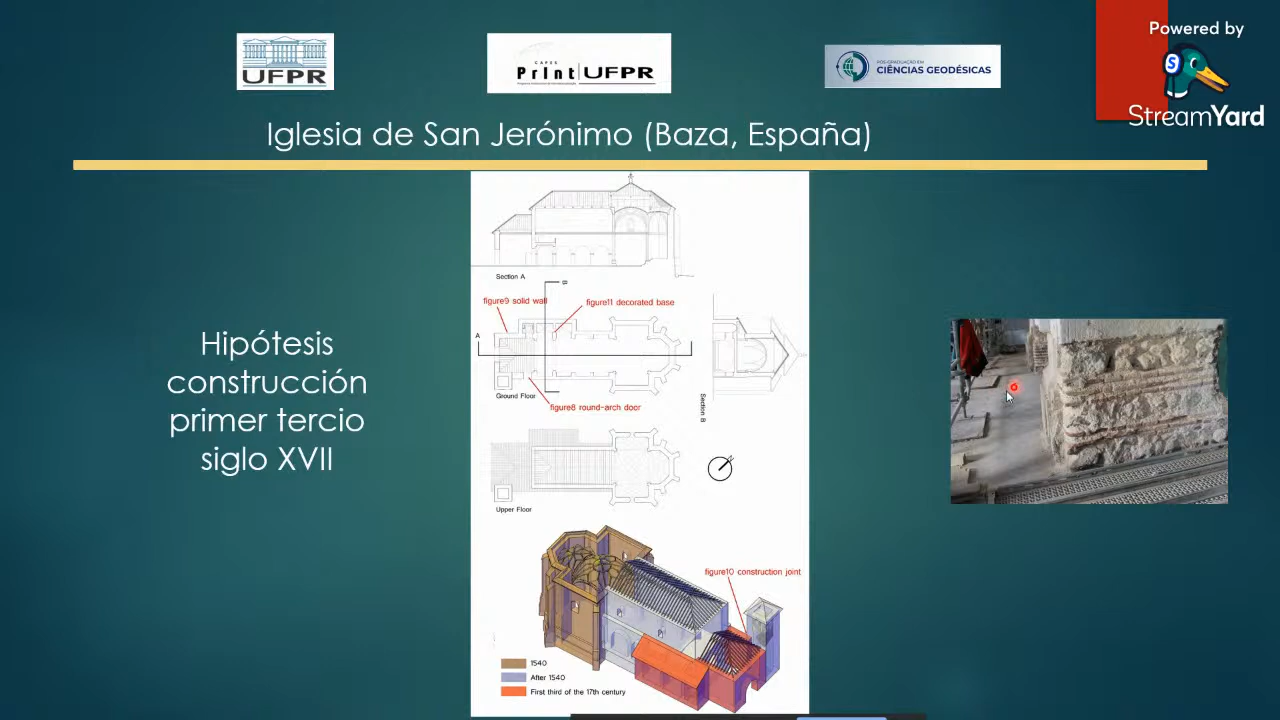 UFPR
CAPES
Print UFPR
PÓS-GRADUAÇÃO EM
CIÊNCIAS GEODÉSICAS
Powered by
S
StreamYard
Iglesia de San Jerónimo (Baza, España)
Hipótesis
construcción
primer tercio
siglo XVII
Section A
B
figure9 solid wall
figure11 decorated base
A
Ground Floor
figure8 round-arch door
Section B
N
Upper Floor
figure10 construction joint
1540
After 1540
First third of the 17th century